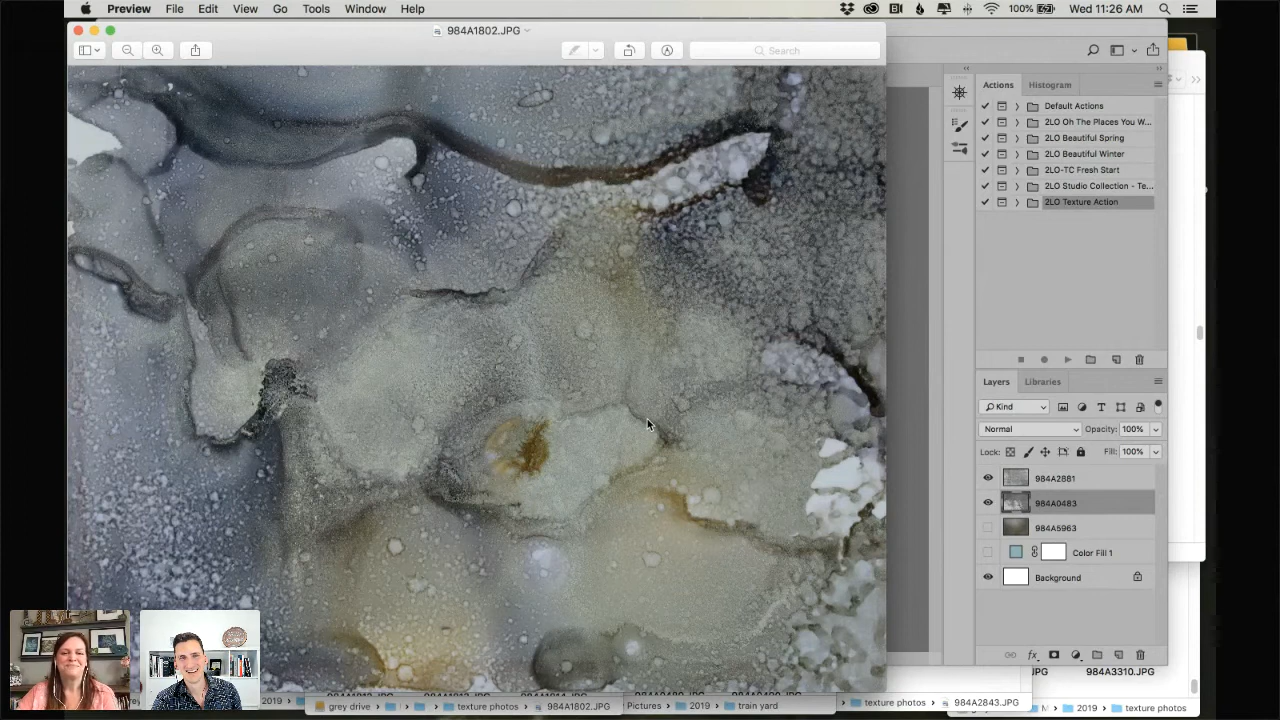 Preview File Edit View Go Tools Window Help
100% Wed 11:26 AM
984A1802.JPG
Search
Actions Histogram
Default Actions
2LO Oh The Places You W...
2LO Beautiful Spring
2LO Beautiful Winter
2LO-TC Fresh Start
2LO Studio Collection - Te...
2LO Texture Action
Layers Libraries
Kind
Normal Opacity: 100%
Lock: Fill: 100%
984A2881
984A0483
984A5963
Color Fill 1
Background
984A3310.JPG
2019
grey drive texture photos 984A1802.JPG Pictures 2019 train yard texture photos 984A2843.JPG
2019 texture photos